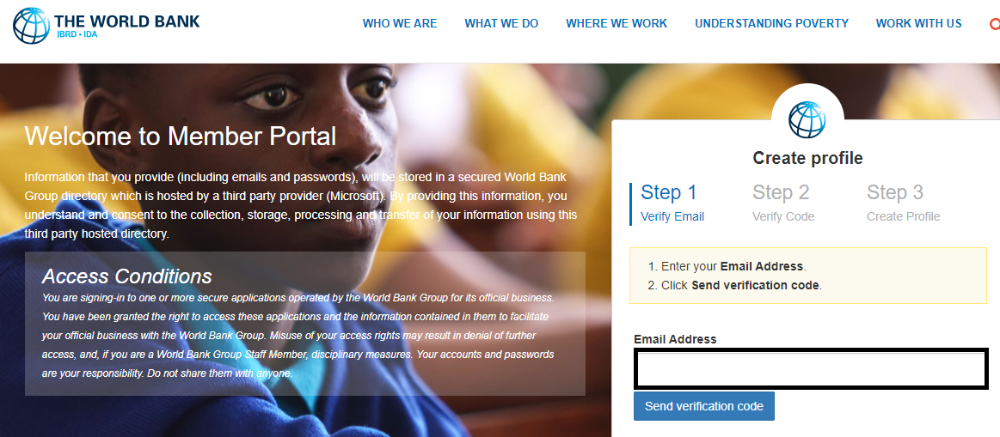 THE WORLD BANK
IBRD • IDA
WHO WE ARE
WHAT WE DO
WHERE WE WORK
UNDERSTANDING POVERTY
WORK WITH US
Welcome to Member Portal
Information that you provide (including emails and passwords), will be stored in a secured World Bank
Group directory which is hosted by a third party provider (Microsoft). By providing this information, you
understand and consent to the collection, storage, processing and transfer of your information using this
third party hosted directory.
Access Conditions
You are signing-in to one or more secure applications operated by the World Bank Group for its official business.
You have been granted the right to access these applications and the information contained in them to facilitate
your official business with the World Bank Group. Misuse of your access rights may result in denial of further
access, and, if you are a World Bank Group Staff Member, disciplinary measures. Your accounts and passwords
are your responsibility. Do not share them with anyone.
Create profile
Step 1
Verify Email
Step 2
Verify Code
Step 3
Create Profile
1. Enter your Email Address.
2. Click Send verification code.
Email Address
Send verification code